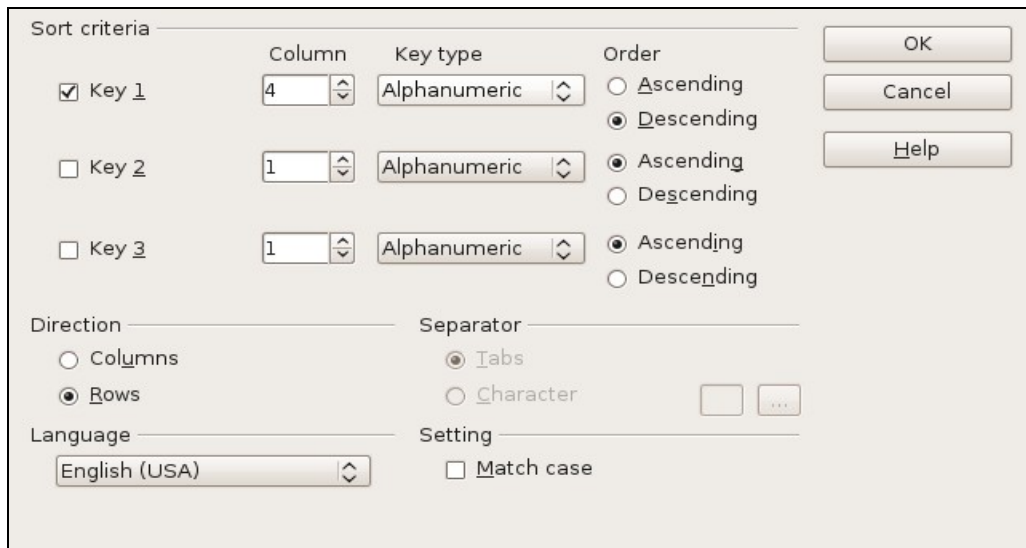 Sort criteria
Column Key type Order
Key 1 4 Alphanumeric Ascending
Descending
Key 2 1 Alphanumeric Ascending
Descending
Key 3 1 Alphanumeric Ascending
Descending
Direction
Columns
Rows
Separator
Tabs
Character ...
Language
English (USA)
Setting
Match case
OK
Cancel
Help